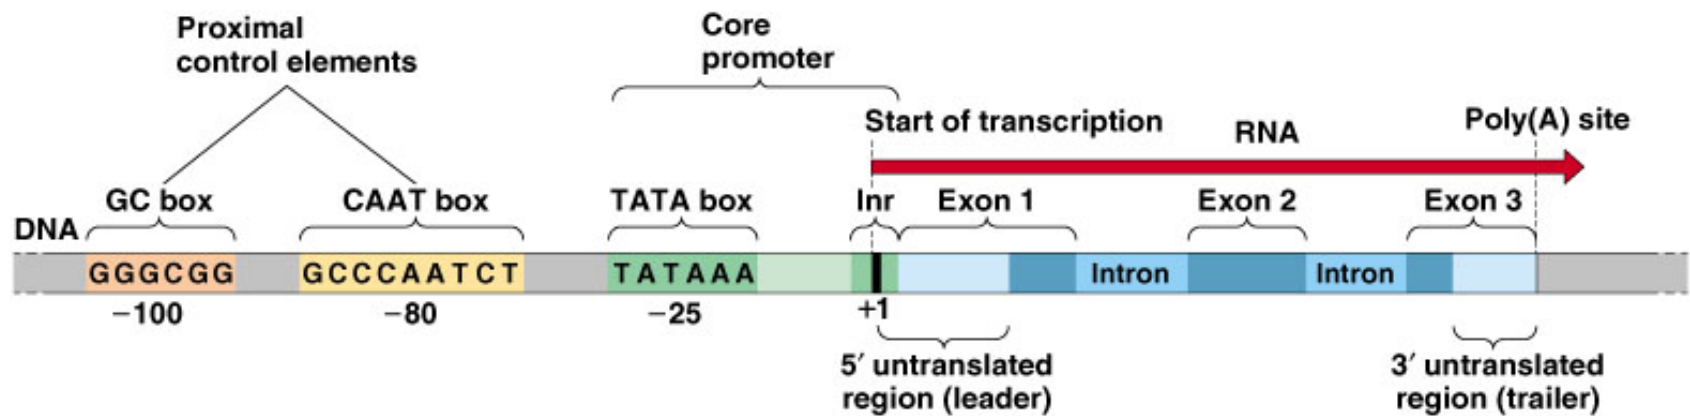 Proximal
control elements
Core
promoter
Start of transcription
RNA
Poly(A) site
GC box
CAAT box
TATA box
Inr
Exon 1
Exon 2
Exon 3
DNA
GGGCGG
GCCCAATCT
TATAAA
Intron
Intron
−100
−80
−25
+1
5′ untranslated
region (leader)
3′ untranslated
region (trailer)